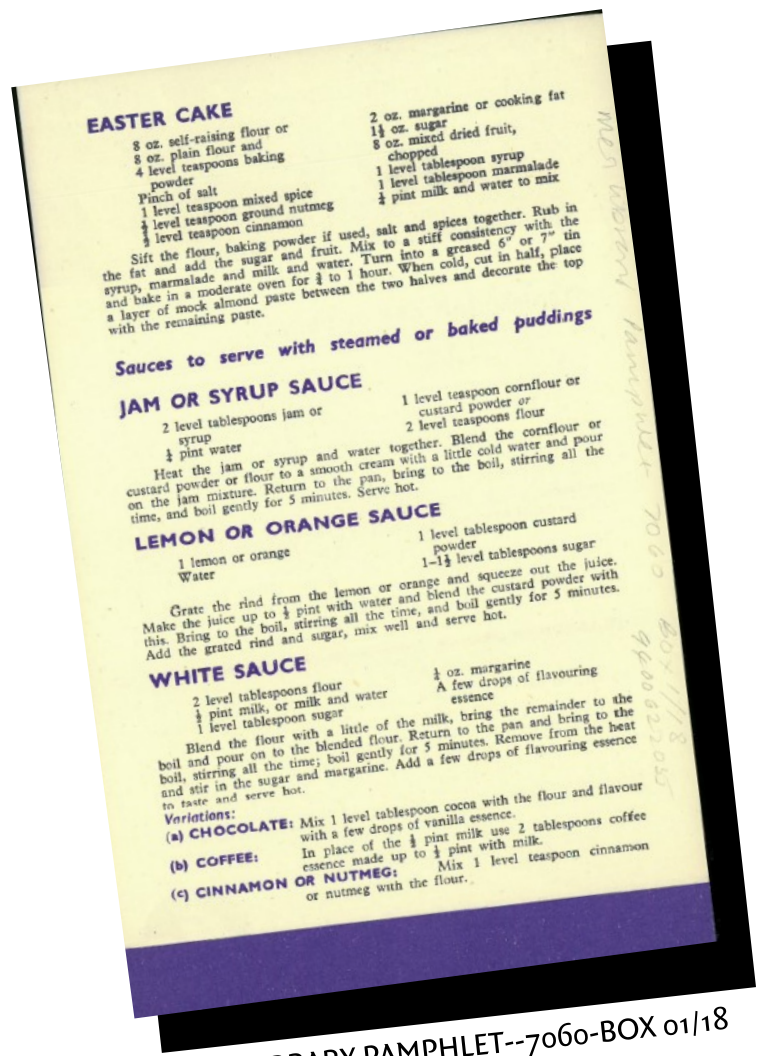 EASTER CAKE
8 oz. self-raising flour or
8 oz. plain flour and
4 level teaspoons baking
powder
Pinch of salt
1 level teaspoon mixed spice
½ level teaspoon ground nutmeg
½ level teaspoon cinnamon
2 oz. margarine or cooking fat
1½ oz. sugar
8 oz. mixed dried fruit,
chopped
1 level tablespoon syrup
1 level tablespoon marmalade
¼ pint milk and water to mix
Sift the flour, baking powder if used, salt and spices together. Rub in
the fat and add the sugar and fruit. Mix to a stiff consistency with the
syrup, marmalade and milk and water. Turn into a greased 6″ or 7″ tin
and bake in a moderate oven for ¾ to 1 hour. When cold, cut in half, place
a layer of mock almond paste between the two halves and decorate the top
with the remaining paste.
Sauces to serve with steamed or baked puddings
JAM OR SYRUP SAUCE
2 level tablespoons jam or
syrup
¼ pint water
1 level teaspoon cornflour or
custard powder or
2 level teaspoons flour
Heat the jam or syrup and water together. Blend the cornflour or
custard powder or flour to a smooth cream with a little cold water and pour
on the jam mixture. Return to the pan, bring to the boil, stirring all the
time, and boil gently for 5 minutes. Serve hot.
LEMON OR ORANGE SAUCE
1 lemon or orange
Water
1 level tablespoon custard
powder
1–1½ level tablespoons sugar
Grate the rind from the lemon or orange and squeeze out the juice.
Make the juice up to ½ pint with water and blend the custard powder with
this. Bring to the boil, stirring all the time, and boil gently for 5 minutes.
Add the grated rind and sugar, mix well and serve hot.
WHITE SAUCE
2 level tablespoons flour
½ pint milk, or milk and water
1 level tablespoon sugar
¼ oz. margarine
A few drops of flavouring
essence
Blend the flour with a little of the milk, bring the remainder to the
boil and pour on to the blended flour. Return to the pan and bring to the
boil, stirring all the time; boil gently for 5 minutes. Remove from the heat
and stir in the sugar and margarine. Add a few drops of flavouring essence
to taste and serve hot.
Variations:
(a) CHOCOLATE: Mix 1 level tablespoon cocoa with the flour and flavour
with a few drops of vanilla essence.
(b) COFFEE: In place of the ½ pint milk use 2 tablespoons coffee
essence made up to ½ pint with milk.
(c) CINNAMON OR NUTMEG: Mix 1 level teaspoon cinnamon
or nutmeg with the flour.
Pamphlet 7060 Box 1/18
PAMPHLET--7060-BOX 01/18